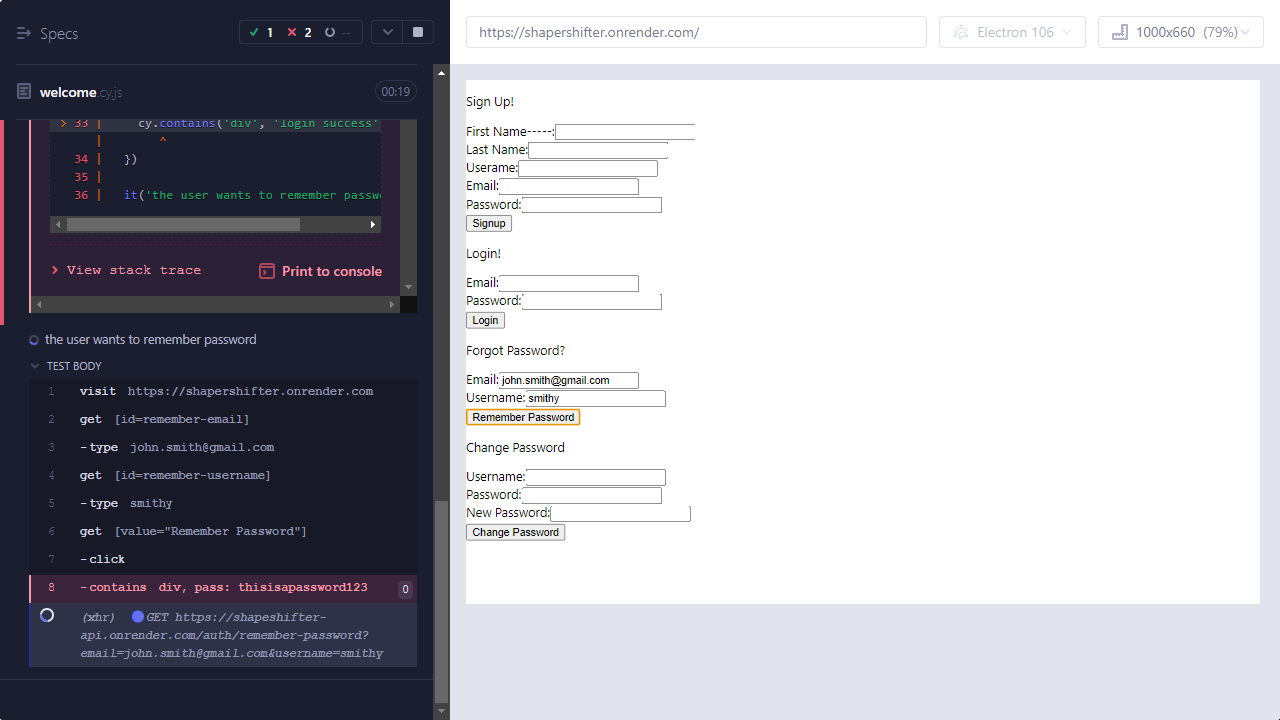 Specs
1
2
--
welcome.cy.js
00:19
> 33 | cy.contains('div', 'login success'
| ^
34 | })
35 |
36 | it('the user wants to remember passw
View stack trace
Print to console
the user wants to remember password
TEST BODY
1 visit https://shapershifter.onrender.com
2 get [id=remember-email]
3 -type john.smith@gmail.com
4 get [id=remember-username]
5 -type smithy
6 get [value="Remember Password"]
7 -click
8 -contains div, pass: thisisapassword123 0
(xhr) GET https://shapeshifter-
api.onrender.com/auth/remember-password?
email=john.smith@gmail.com&username=smithy
https://shapershifter.onrender.com/
Electron 106
1000x660 (79%)
Sign Up!
First Name-----:
Last Name:
Userame:
Email:
Password:
Signup
Login!
Email:
Password:
Login
Forgot Password?
Email: john.smith@gmail.com
Username: smithy
Remember Password
Change Password
Username:
Password:
New Password:
Change Password